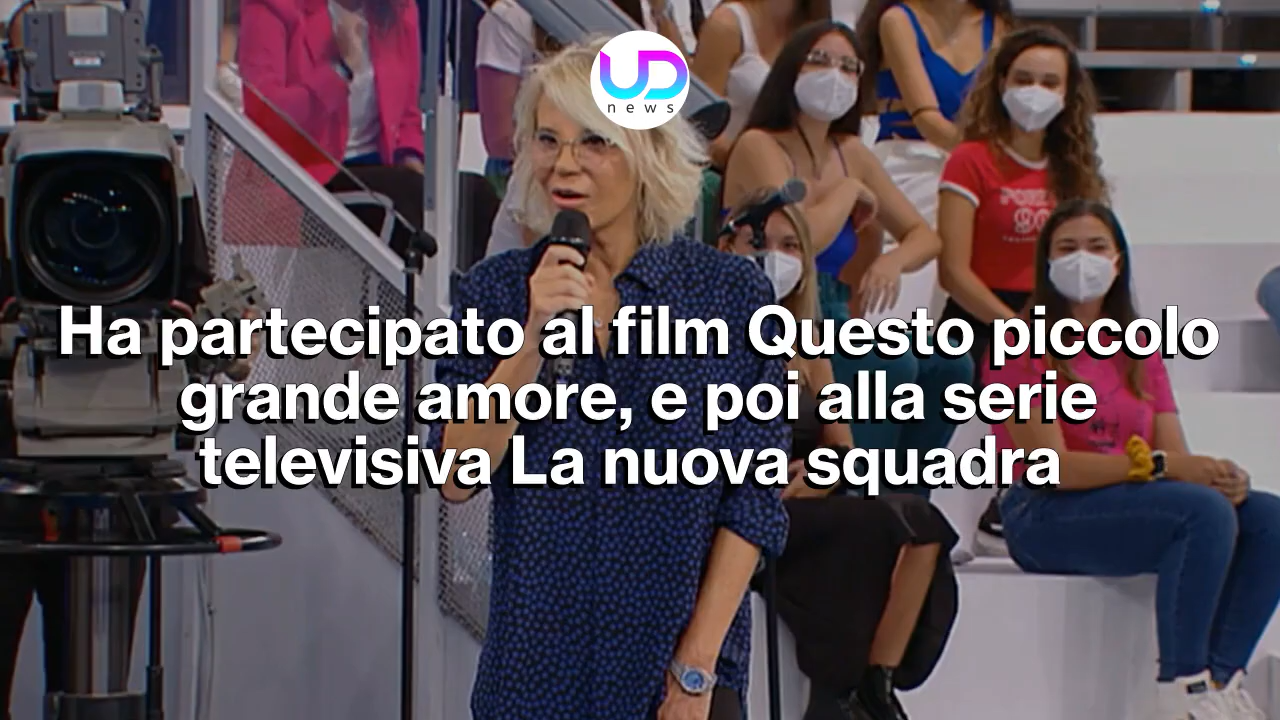 UD
news
Ha partecipato al film Questo piccolo
grande amore, e poi alla serie
televisiva La nuova squadra